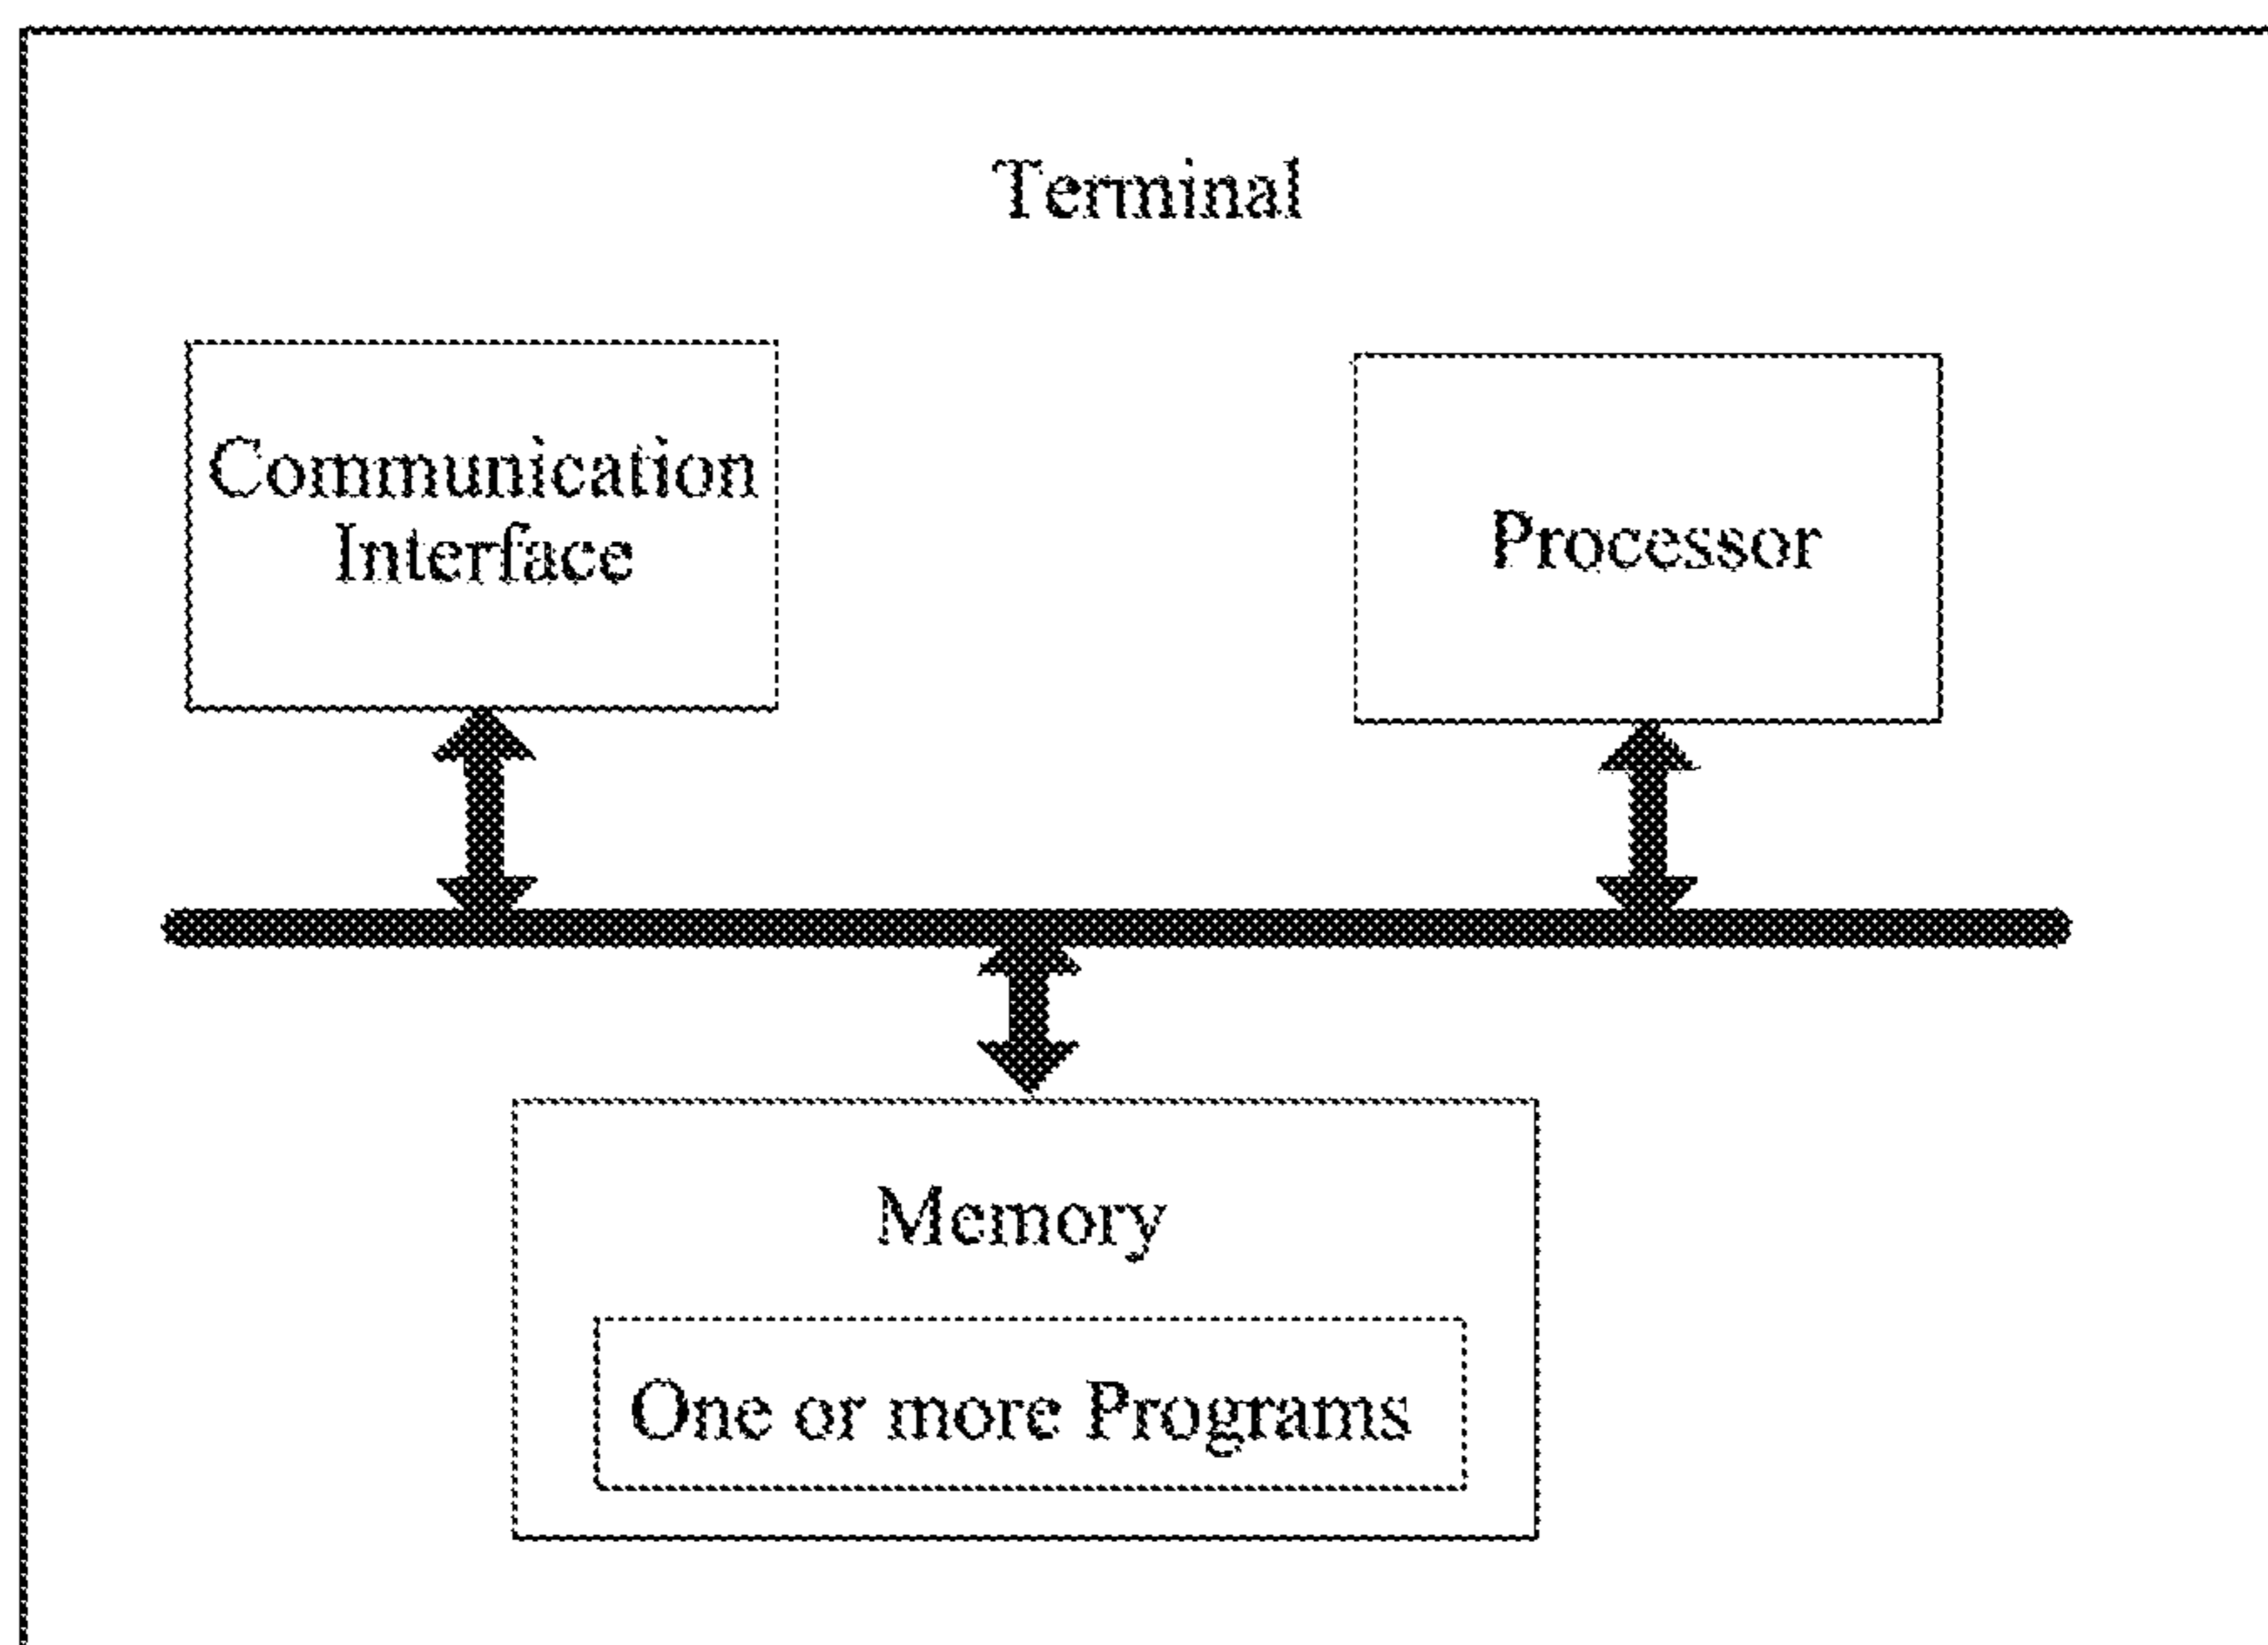 Terminal
Communication
Interface
Processor
Memory
One or more Programs